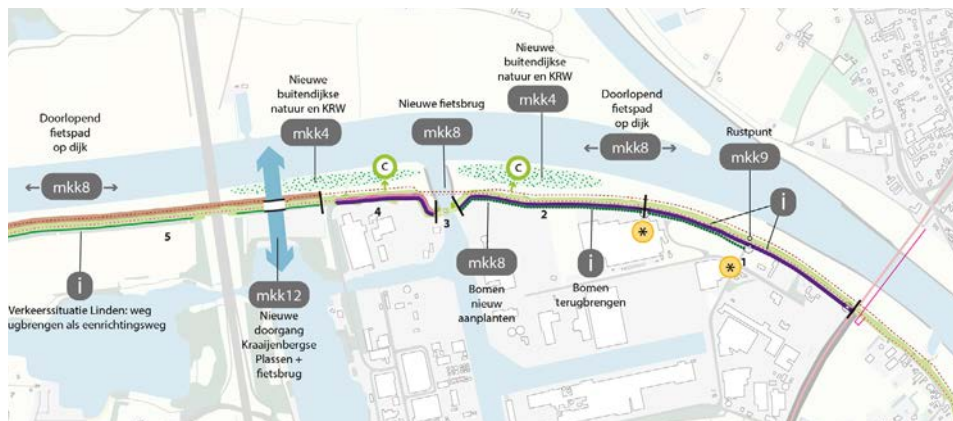 Doorlopend
fietspad
op dijk
← mkk8 →
Nieuwe
buitendijkse
natuur en KRW
mkk4
C
Nieuwe fietsbrug
mkk8
Nieuwe
buitendijkse
natuur en KRW
mkk4
C
Doorlopend
fietspad
op dijk
← mkk8 →
Rustpunt
mkk9
i
5
4
3
2
1
*
*
i
Verkeerssituatie Linden: weg
ugbrengen als eenrichtingsweg
mkk12
Nieuwe
doorgang
Kraaijenbergse
Plassen +
fietsbrug
mkk8
Bomen
nieuw
aanplanten
i
Bomen
terugbrengen